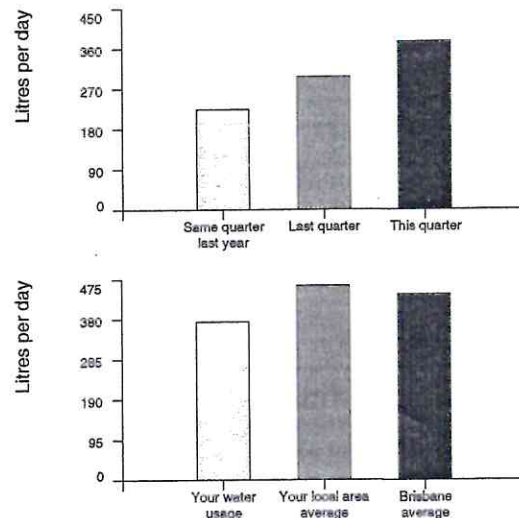 Litres per day
450
360
270
180
90
0
Same quarter
last year
Last quarter
This quarter
Litres per day
475
380
285
190
95
0
Your water
usage
Your local area
average
Brisbane
average